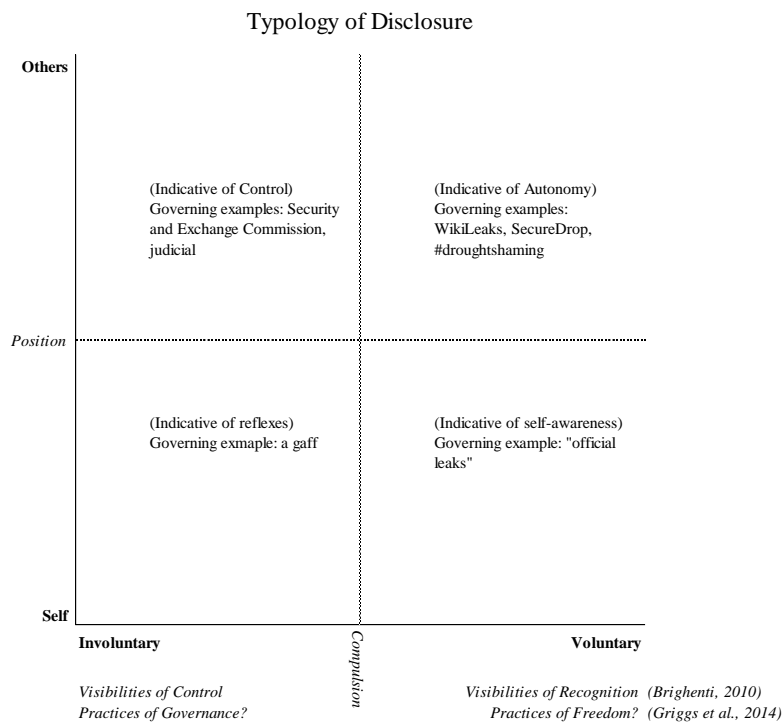 Typology of Disclosure
Others
(Indicative of Control)
Governing examples: Security
and Exchange Commission,
judicial
(Indicative of Autonomy)
Governing examples:
WikiLeaks, SecureDrop,
#droughtshaming
Position
(Indicative of reflexes)
Governing exmaple: a gaff
(Indicative of self-awareness)
Governing example: "official
leaks"
Self
Involuntary
Compulsion
Voluntary
Visibilities of Control
Practices of Governance?
Visibilities of Recognition (Brighenti, 2010)
Practices of Freedom? (Griggs et al., 2014)